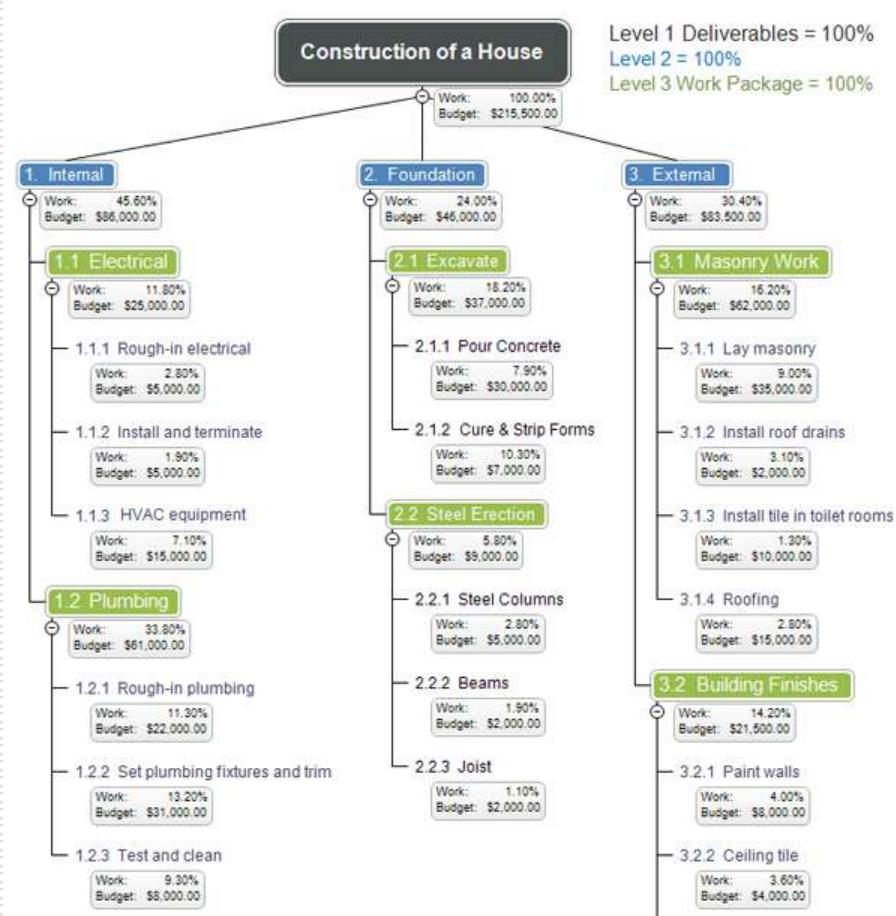 Construction of a House
Work: 100.00%
Budget: $215,500.00
Level 1 Deliverables = 100%
Level 2 = 100%
Level 3 Work Package = 100%
1. Internal
Work: 45.60%
Budget: $86,000.00
1.1 Electrical
Work: 11.80%
Budget: $25,000.00
1.1.1 Rough-in electrical
Work: 2.80%
Budget: $5,000.00
1.1.2 Install and terminate
Work: 1.90%
Budget: $5,000.00
1.1.3 HVAC equipment
Work: 7.10%
Budget: $15,000.00
1.2 Plumbing
Work: 33.80%
Budget: $61,000.00
1.2.1 Rough-in plumbing
Work: 11.30%
Budget: $22,000.00
1.2.2 Set plumbing fixtures and trim
Work: 13.20%
Budget: $31,000.00
1.2.3 Test and clean
Work: 9.30%
Budget: $8,000.00
2. Foundation
Work: 24.00%
Budget: $46,000.00
2.1 Excavate
Work: 18.20%
Budget: $37,000.00
2.1.1 Pour Concrete
Work: 7.90%
Budget: $30,000.00
2.1.2 Cure & Strip Forms
Work: 10.30%
Budget: $7,000.00
2.2 Steel Erection
Work: 5.80%
Budget: $9,000.00
2.2.1 Steel Columns
Work: 2.80%
Budget: $5,000.00
2.2.2 Beams
Work: 1.90%
Budget: $2,000.00
2.2.3 Joist
Work: 1.10%
Budget: $2,000.00
3. External
Work: 30.40%
Budget: $83,500.00
3.1 Masonry Work
Work: 16.20%
Budget: $62,000.00
3.1.1 Lay masonry
Work: 9.00%
Budget: $35,000.00
3.1.2 Install roof drains
Work: 3.10%
Budget: $2,000.00
3.1.3 Install tile in toilet rooms
Work: 1.30%
Budget: $10,000.00
3.1.4 Roofing
Work: 2.80%
Budget: $15,000.00
3.2 Building Finishes
Work: 14.20%
Budget: $21,500.00
3.2.1 Paint walls
Work: 4.00%
Budget: $8,000.00
3.2.2 Ceiling tile
Work: 3.60%
Budget: $4,000.00